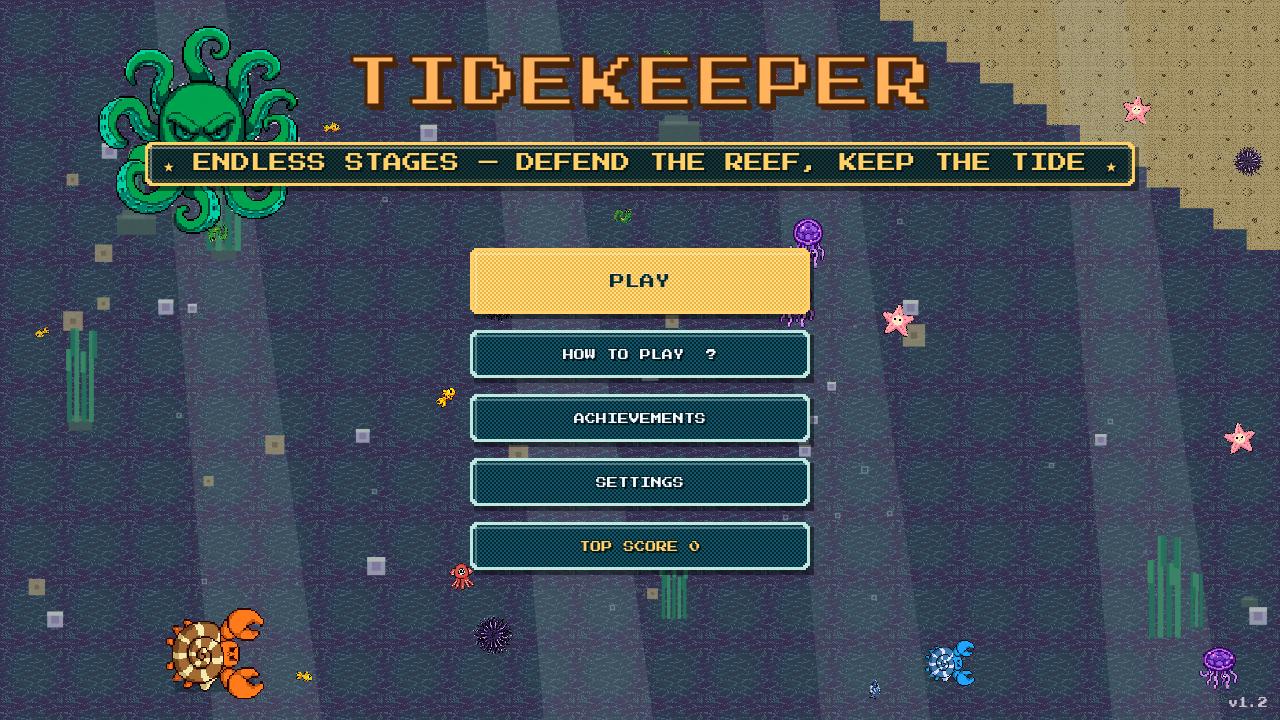 TIDEKEEPER
★ ENDLESS STAGES — DEFEND THE REEF, KEEP THE TIDE ★
PLAY
HOW TO PLAY ?
ACHIEVEMENTS
SETTINGS
TOP SCORE 0
v1.2